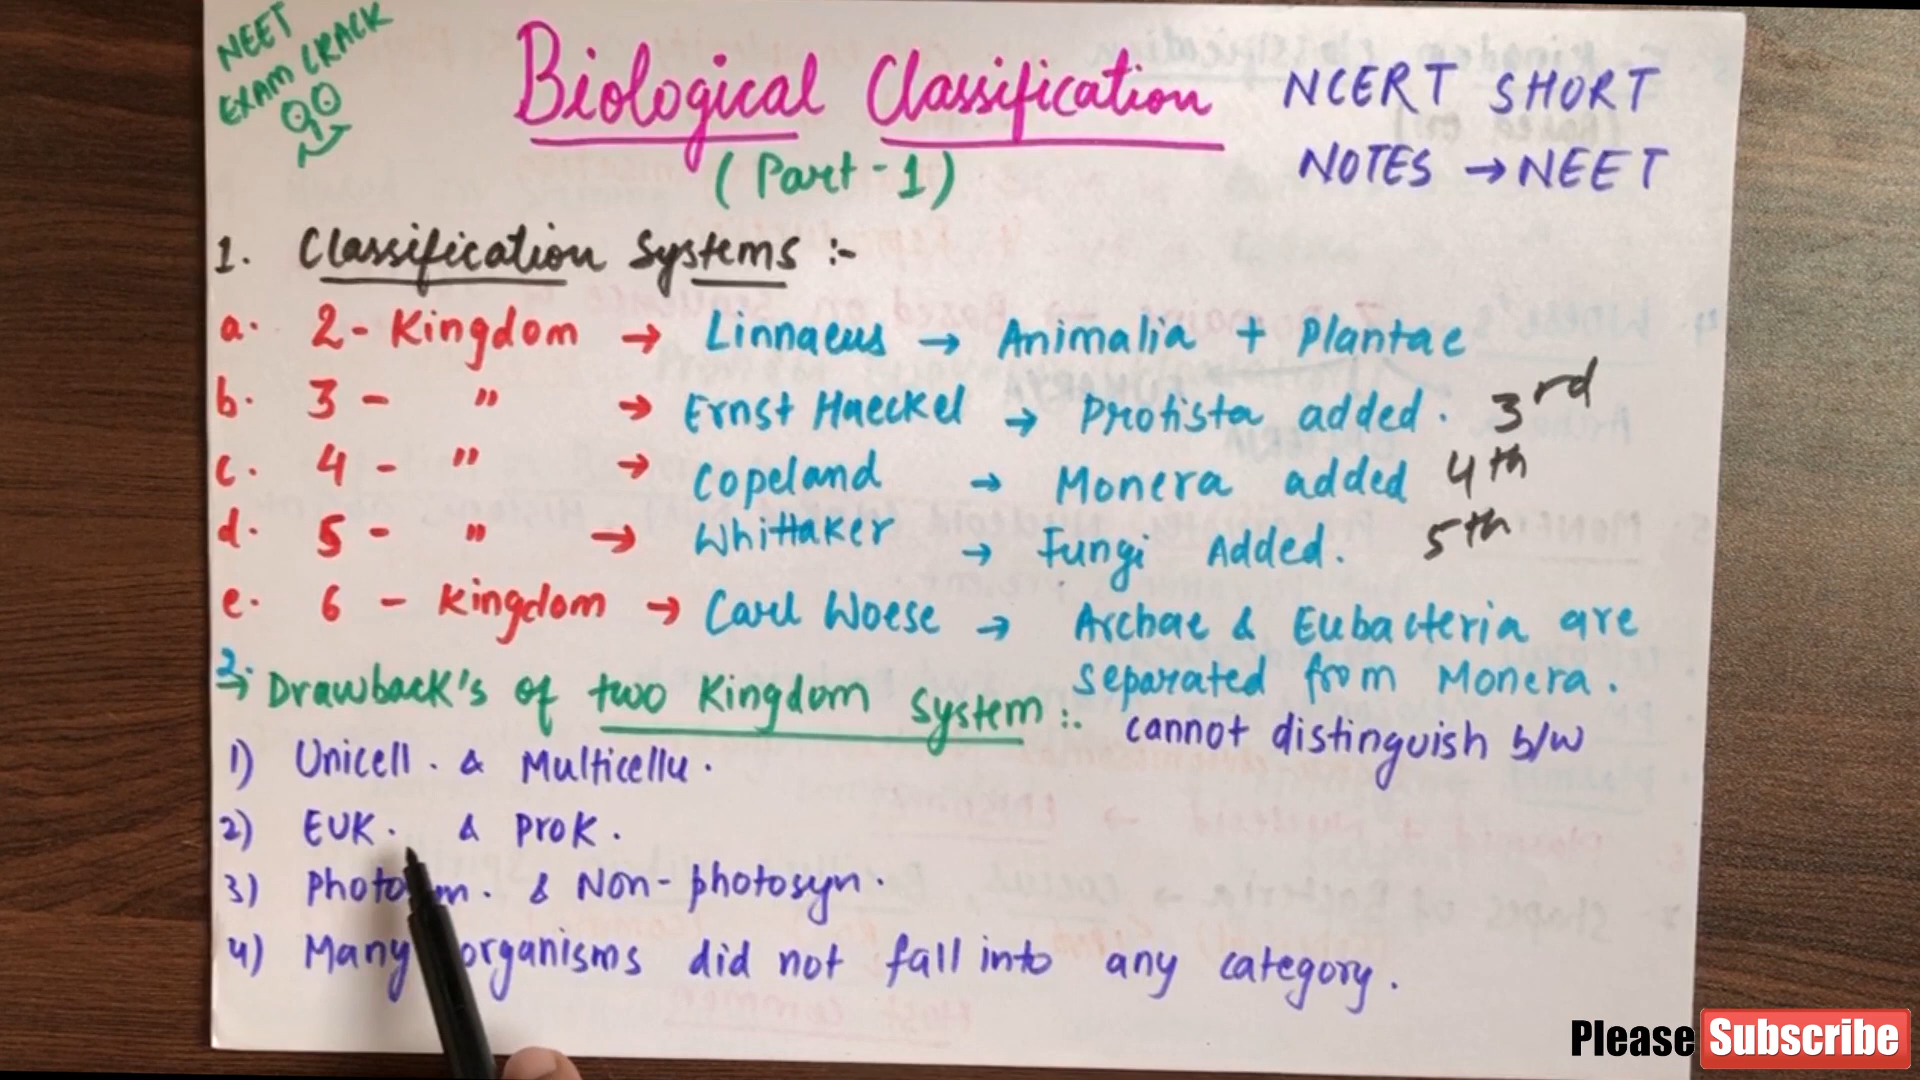 NEET
EXAM CRACK
Biological Classification
(Part-1)
NCERT SHORT
NOTES → NEET
1. Classification Systems :-
a. 2 - Kingdom → Linnaeus → Animalia + Plantae
b. 3 - " → Ernst Haeckel → Protista added. 3rd
c. 4 - " → Copeland → Monera added 4th
d. 5 - " → Whittaker → Fungi Added. 5th
e. 6 - Kingdom → Carl Woese → Archae & Eubacteria are
separated from Monera.
2. → Drawback's of two Kingdom System :. cannot distinguish b/w
1) Unicell. & Multicellu.
2) EUK. & ProK.
3) & Non-photosyn.
4) Many organisms did not fall into any category.
Please Subscribe